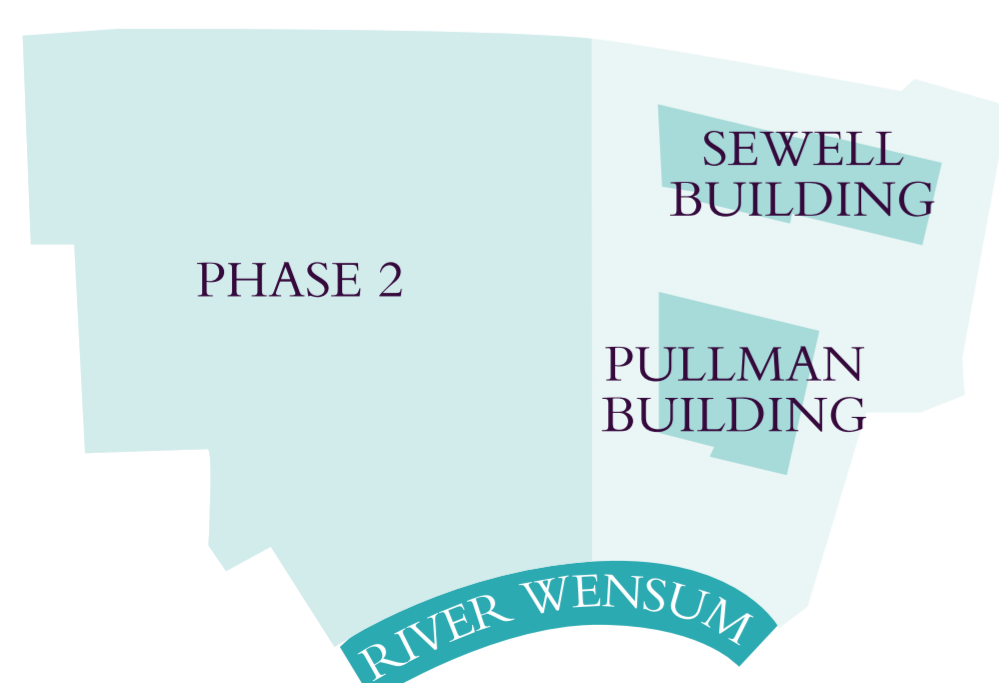 SEWELL
BUILDING
PHASE 2
PULLMAN
BUILDING
RIVER WENSUM